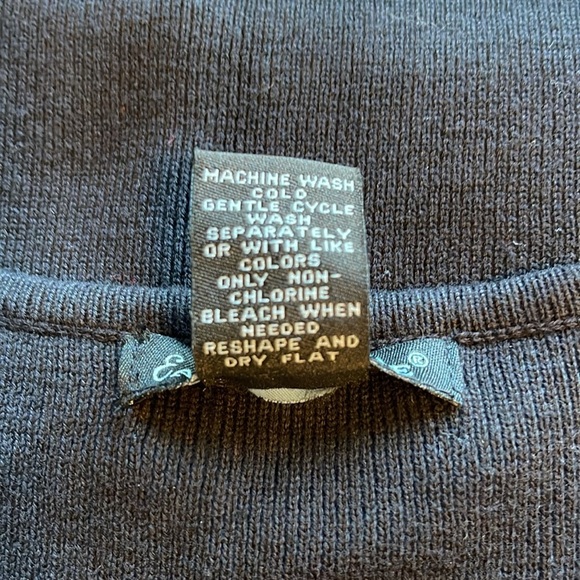 MACHINE WASH
COLD
GENTLE CYCLE
WASH
SEPARATELY
OR WITH LIKE
COLORS
ONLY NON-
CHLORINE
BLEACH WHEN
NEEDED
RESHAPE AND
DRY FLAT
®